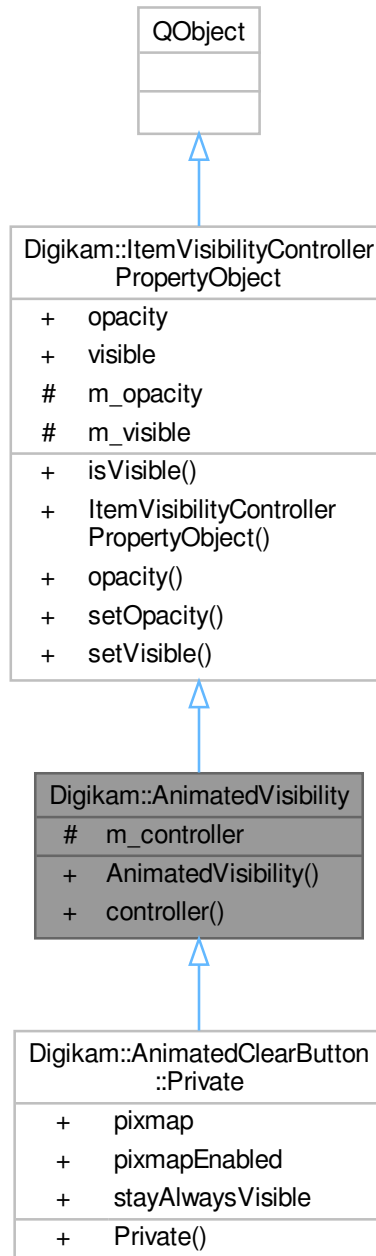 QObject
Digikam::ItemVisibilityController
PropertyObject
+ opacity
+ visible
# m_opacity
# m_visible
+ isVisible()
+ ItemVisibilityController
PropertyObject()
+ opacity()
+ setOpacity()
+ setVisible()
Digikam::AnimatedVisibility
# m_controller
+ AnimatedVisibility()
+ controller()
Digikam::AnimatedClearButton
::Private
+ pixmap
+ pixmapEnabled
+ stayAlwaysVisible
+ Private()